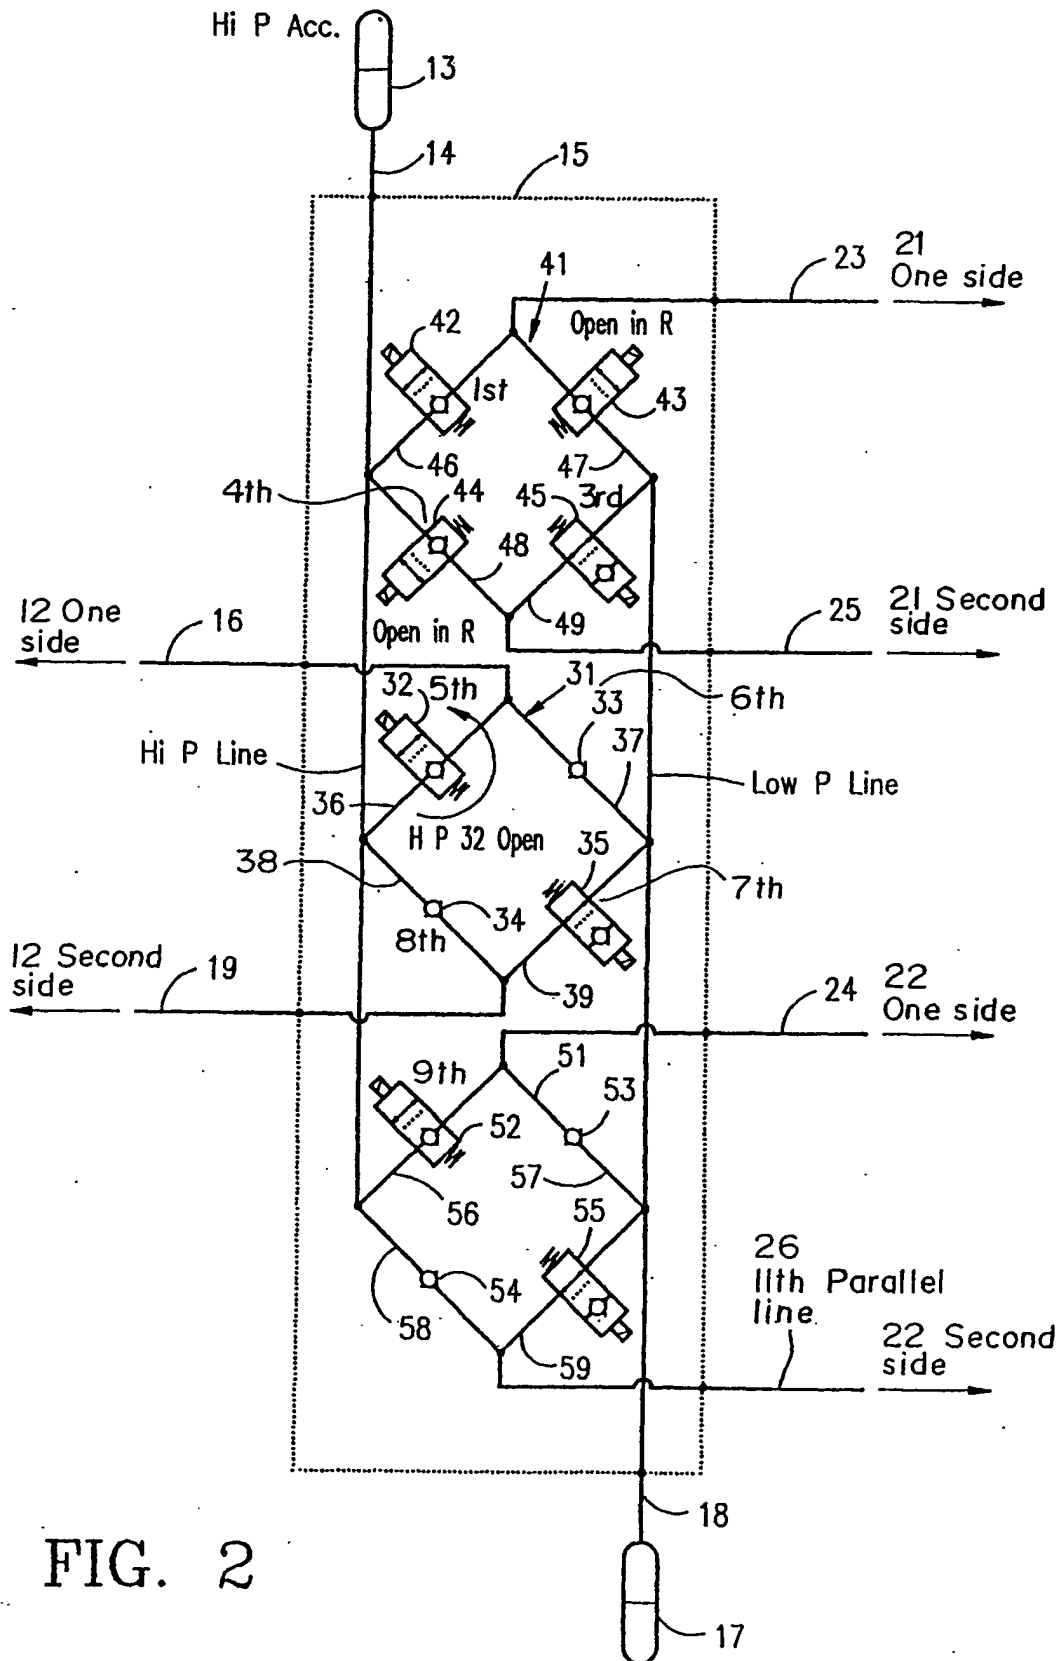 Hi P Acc.
13
14
15
41
23
21
One side
42
Open in R
1st
43
46
47
4th
44
45
3rd
48
49
Open in R
12 One
side
16
25
21 Second
side
32
5th
31
33
6th
Hi P Line
37
Low P Line
36
H P 32 Open
35
38
34
7th
8th
12 Second
side
19
39
24
22
One side
9th
51
53
52
57
56
55
26
11th Parallel
line
54
58
59
22 Second
side
18
FIG. 2
17